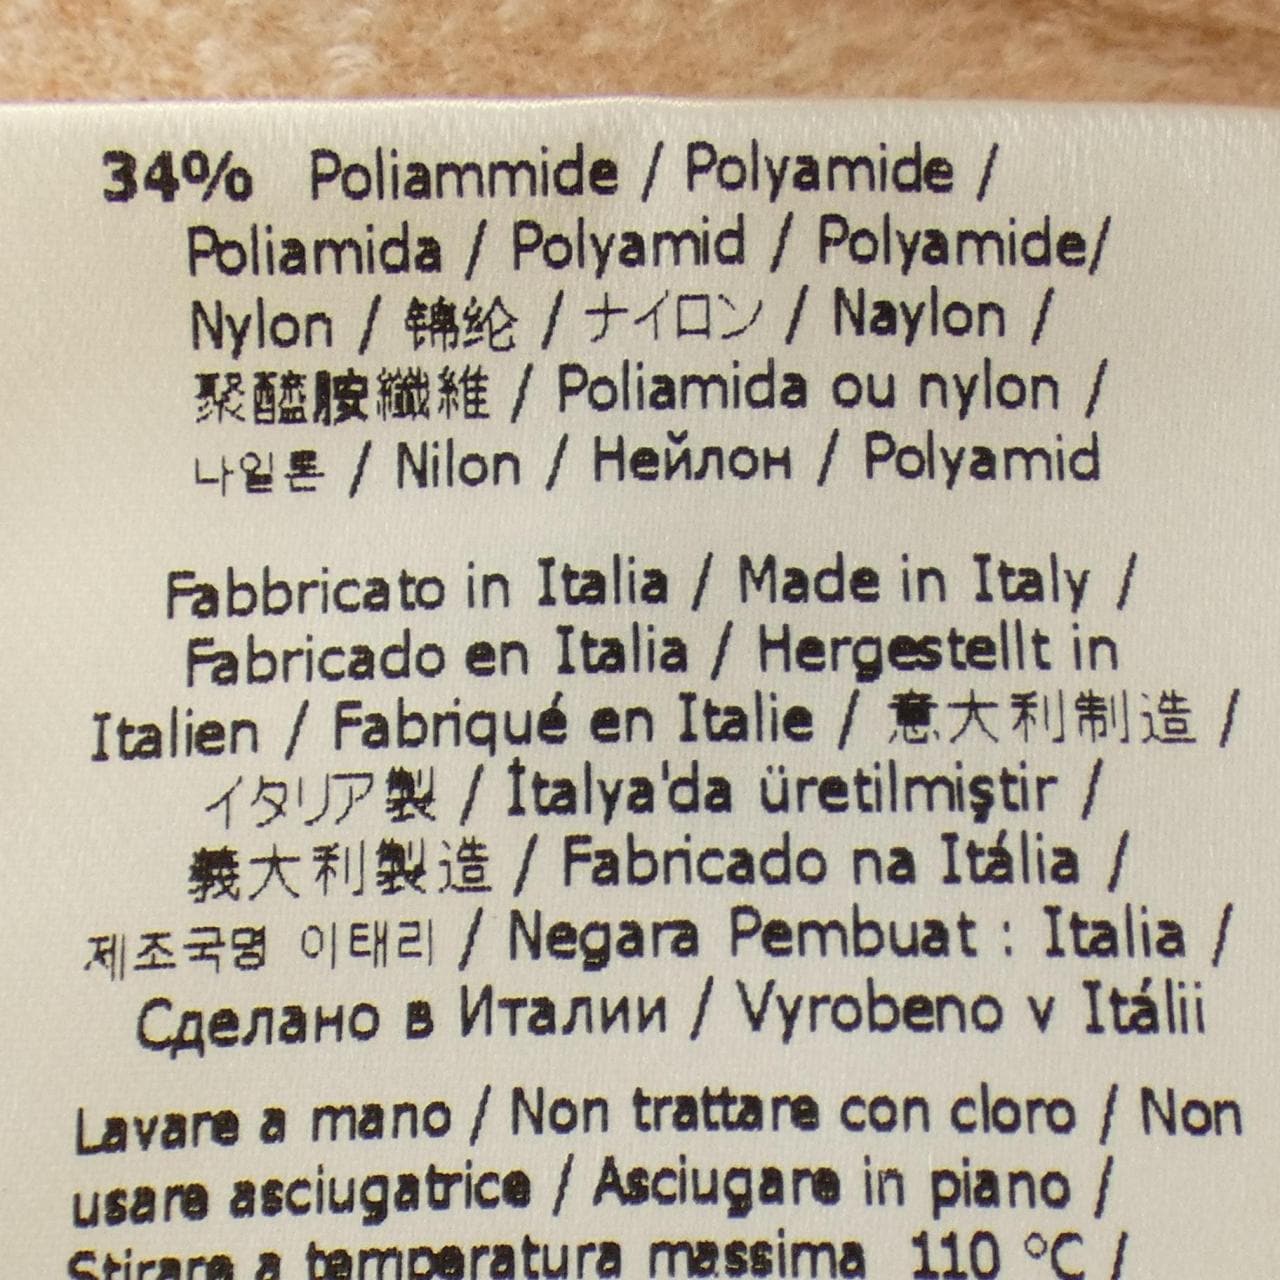 34% Poliammide / Polyamide /
Poliamida / Polyamid / Polyamide/
Nylon / 锦纶 / ナイロン / Naylon /
聚醯胺纖維 / Poliamida ou nylon /
나일론 / Nilon / Нейлон / Polyamid
Fabbricato in Italia / Made in Italy /
Fabricado en Italia / Hergestellt in
Italien / Fabriqué en Italie / 意大利制造 /
イタリア製 / İtalya'da üretilmiştir /
義大利製造 / Fabricado na Itália /
제조국명 이태리 / Negara Pembuat : Italia /
Сделано в Италии / Vyrobeno v Itálii
Lavare a mano / Non trattare con cloro / Non
usare asciugatrice / Asciugare in piano /
Stirare a temperatura massima 110 °C /